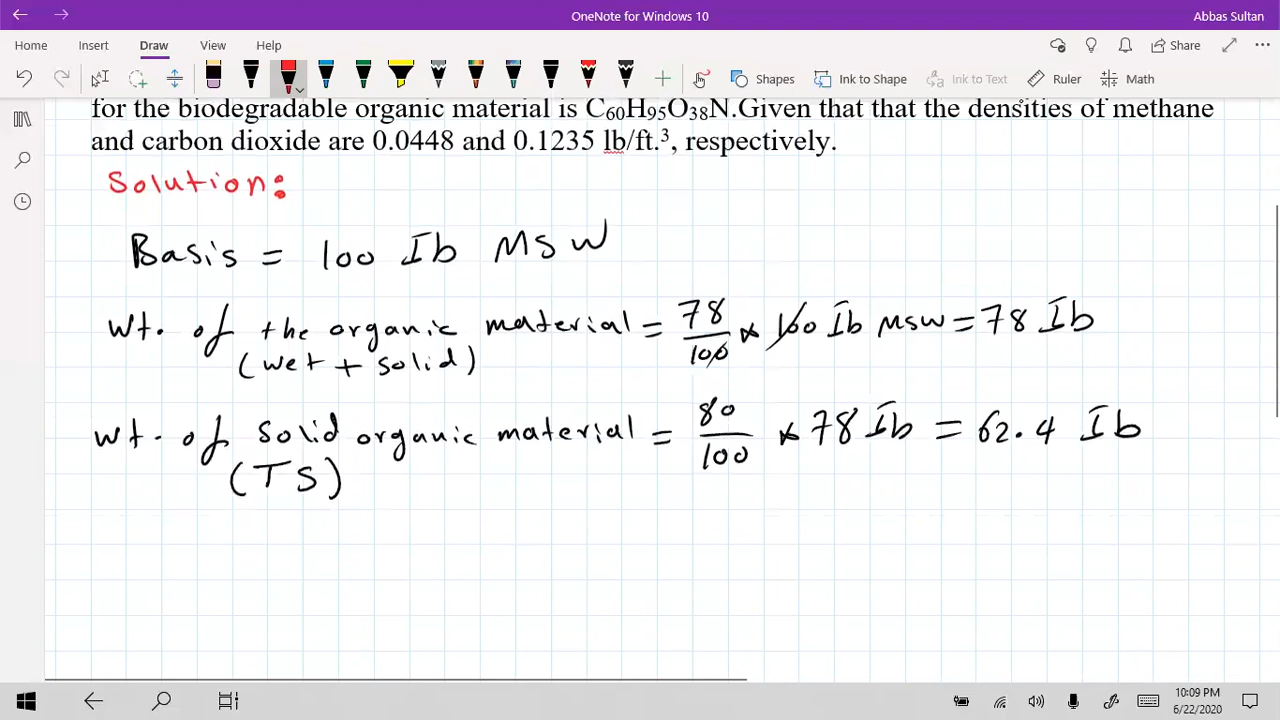 OneNote for Windows 10
Abbas Sultan
Home Insert Draw View Help
Share
Shapes Ink to Shape Ink to Text Ruler Math
for the biodegradable organic material is C₆₀H₉₅O₃₈N.Given that that the densities of methane
and carbon dioxide are 0.0448 and 0.1235 lb/ft.³, respectively.
Solution:
Basis = 100 Ib MSW
Wt. of the organic material = 78/100 * 100 Ib MSW = 78 Ib
(wet + solid)
Wt. of Solid organic material = 80/100 * 78 Ib = 62.4 Ib
(TS)
10:09 PM
6/22/2020